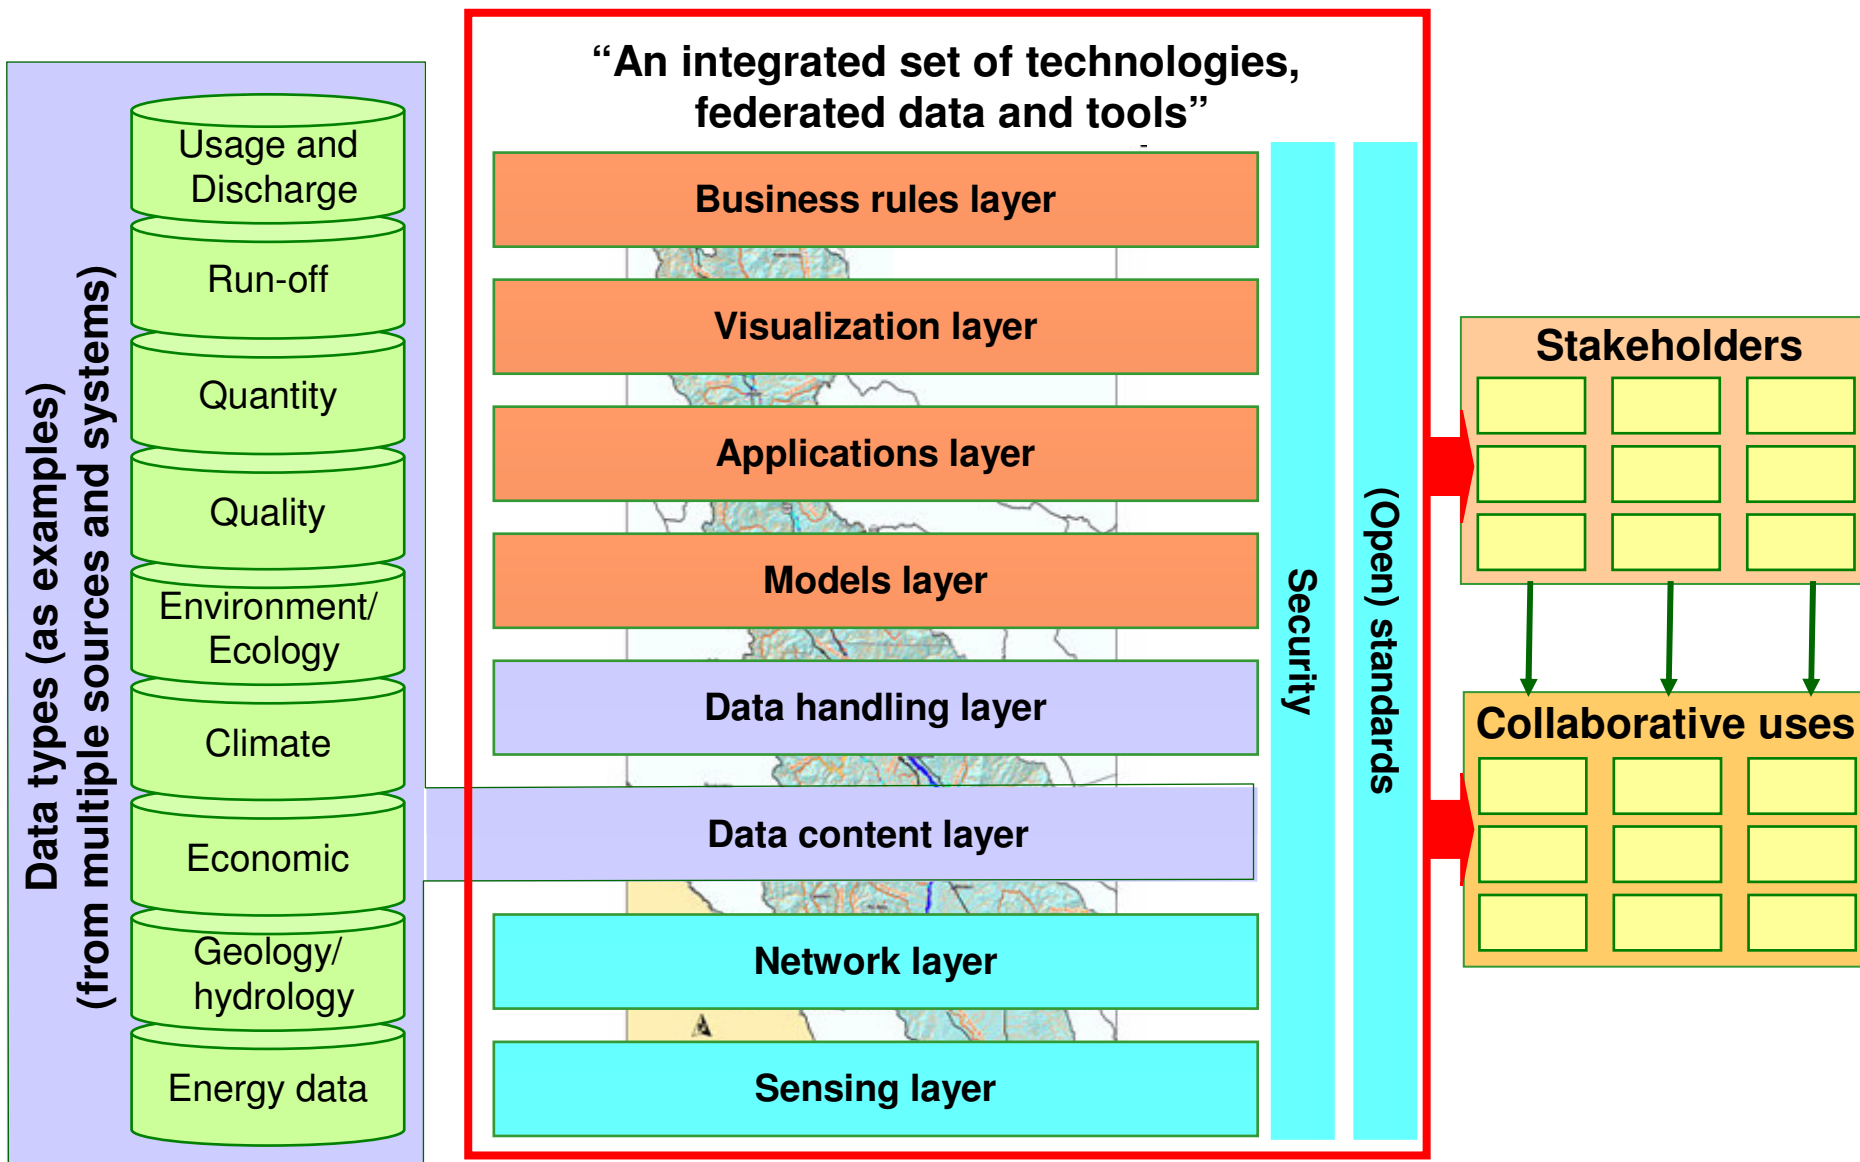 “An integrated set of technologies,
federated data and tools”
Data types (as examples)
(from multiple sources and systems)
Usage and
Discharge
Run-off
Quantity
Quality
Environment/
Ecology
Climate
Economic
Geology/
hydrology
Energy data
Business rules layer
Visualization layer
Applications layer
Models layer
Data handling layer
Data content layer
Network layer
Sensing layer
Security
(Open) standards
Stakeholders
Collaborative uses